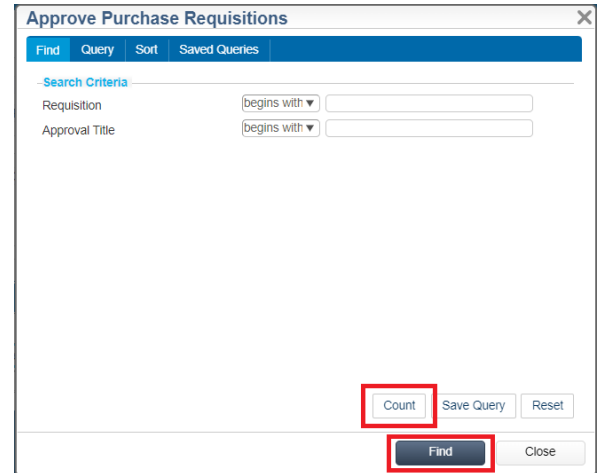 Approve Purchase Requisitions
Find Query Sort Saved Queries
Search Criteria
Requisition begins with
Approval Title begins with
Count Save Query Reset
Find Close